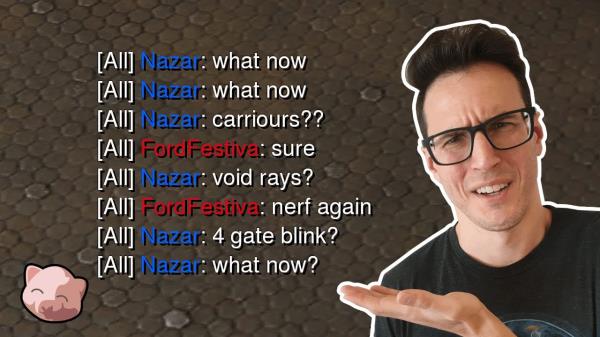 [All] Nazar: what now
[All] Nazar: what now
[All] Nazar: carriours??
[All] FordFestiva: sure
[All] Nazar: void rays?
[All] FordFestiva: nerf again
[All] Nazar: 4 gate blink?
[All] Nazar: what now?